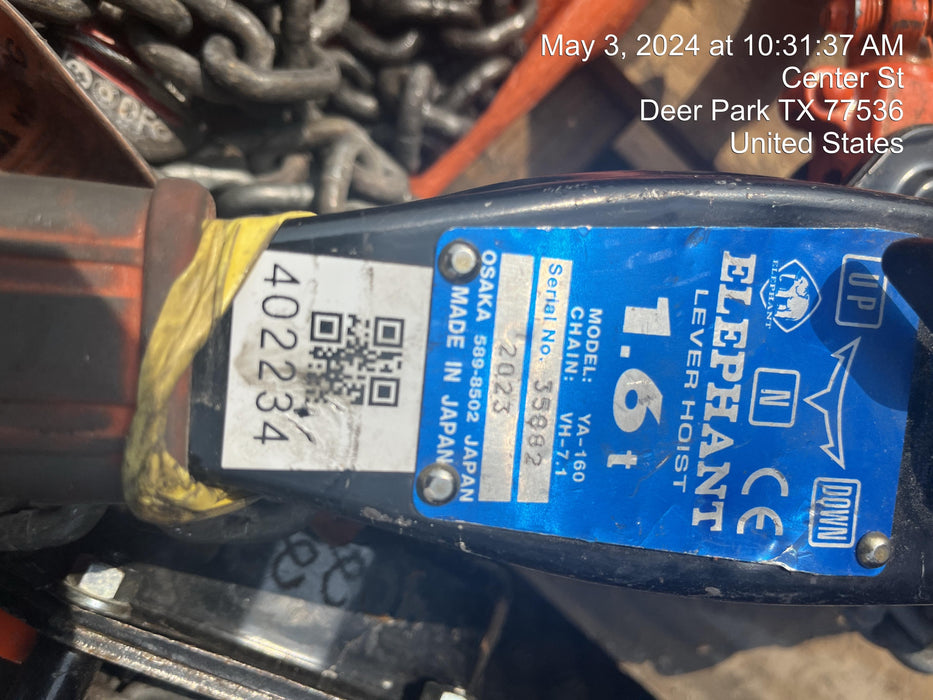 May 3, 2024 at 10:31:37 AM
Center St
Deer Park TX 77536
United States
UP
N
DOWN
ELEPHANT
CE
ELEPHANT
LEVER HOIST
1.6 t
MODEL: YA-160
CHAIN: VH-7.1
Serial No. 35882
2023
OSAKA 589-8502 JAPAN
MADE IN JAPAN
402234